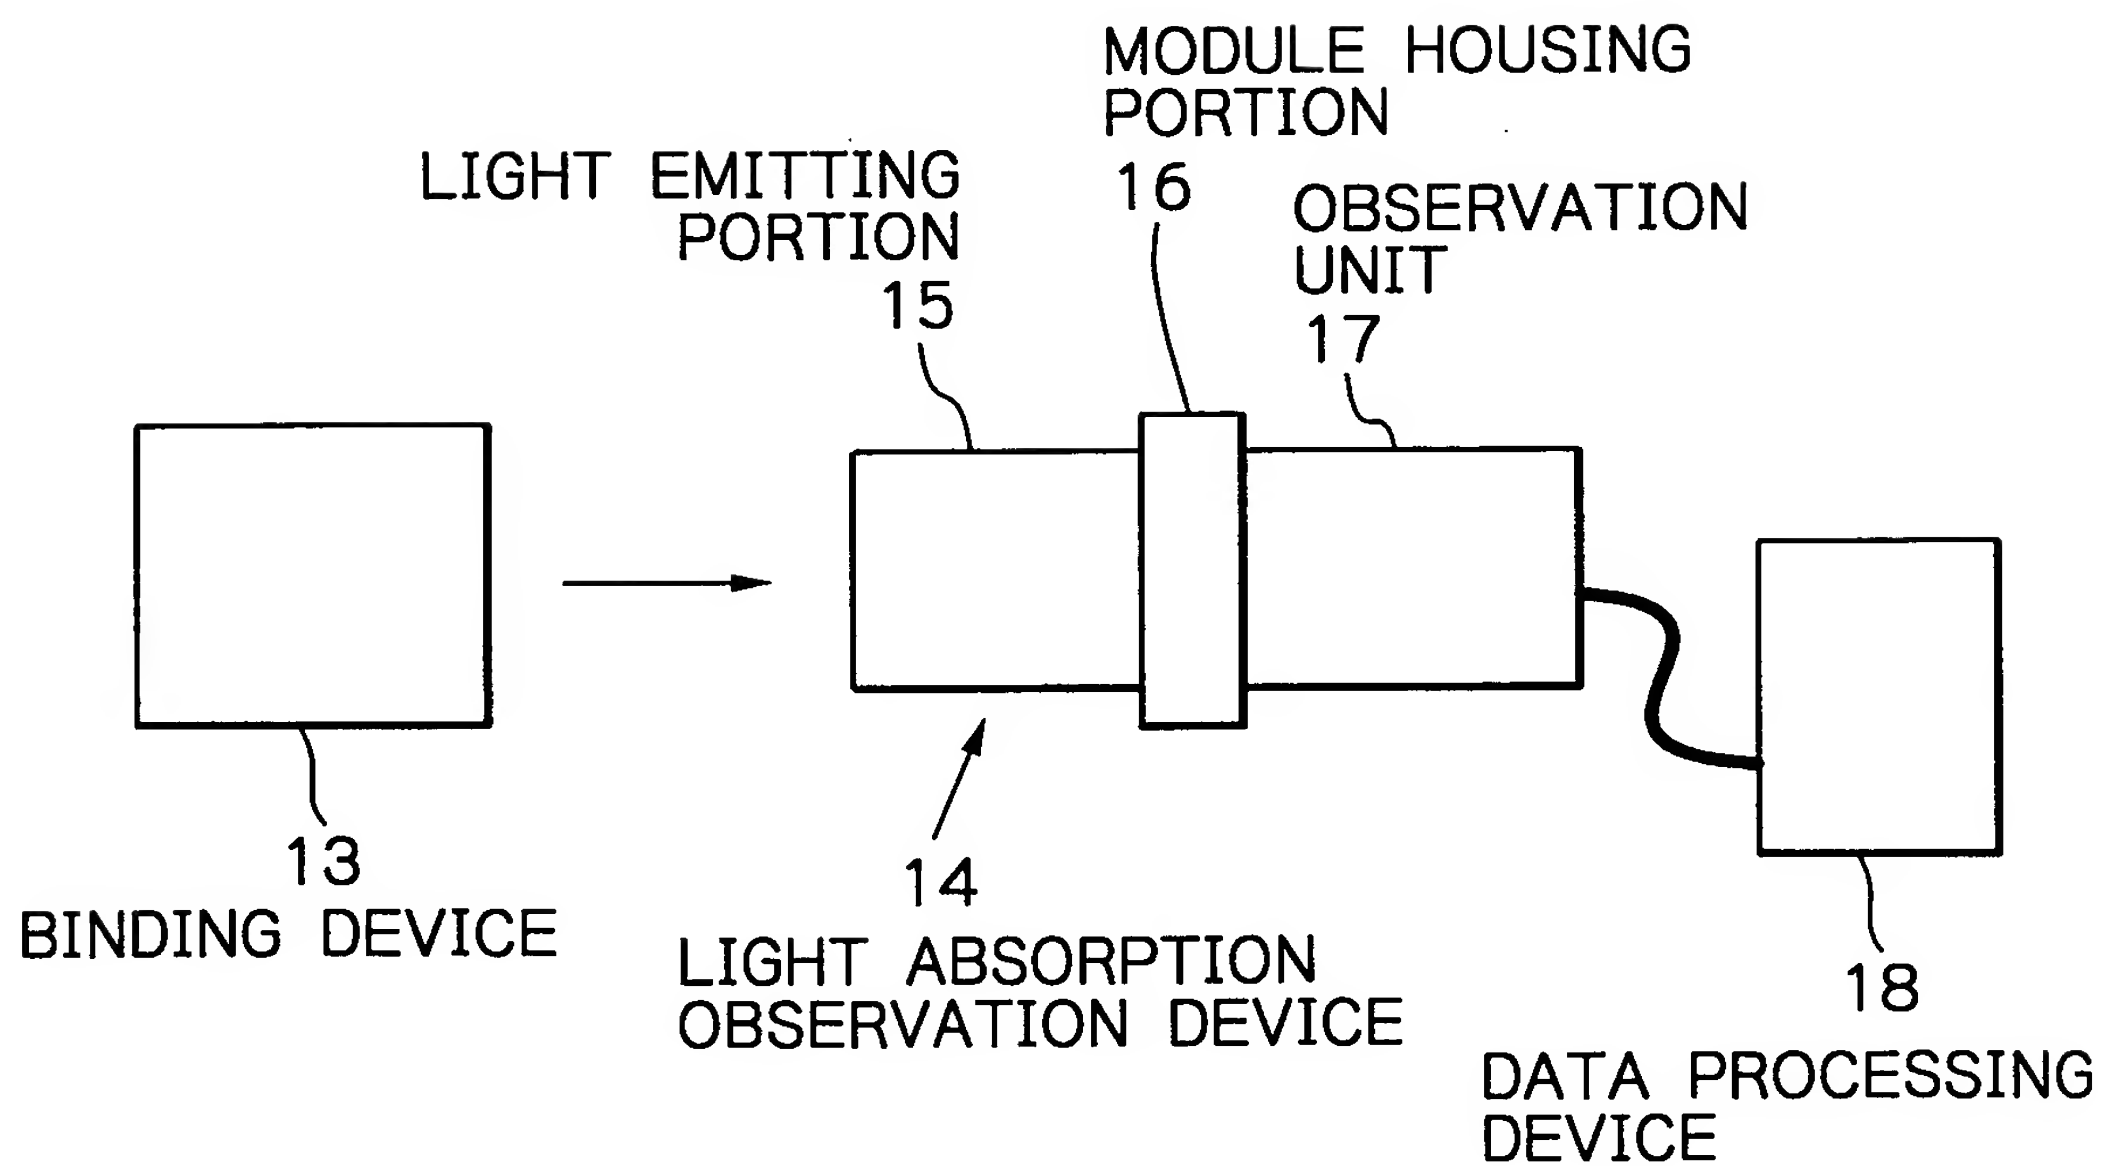 MODULE HOUSING
PORTION
16
LIGHT EMITTING
PORTION
15
OBSERVATION
UNIT
17
13
BINDING DEVICE
14
LIGHT ABSORPTION
OBSERVATION DEVICE
18
DATA PROCESSING
DEVICE